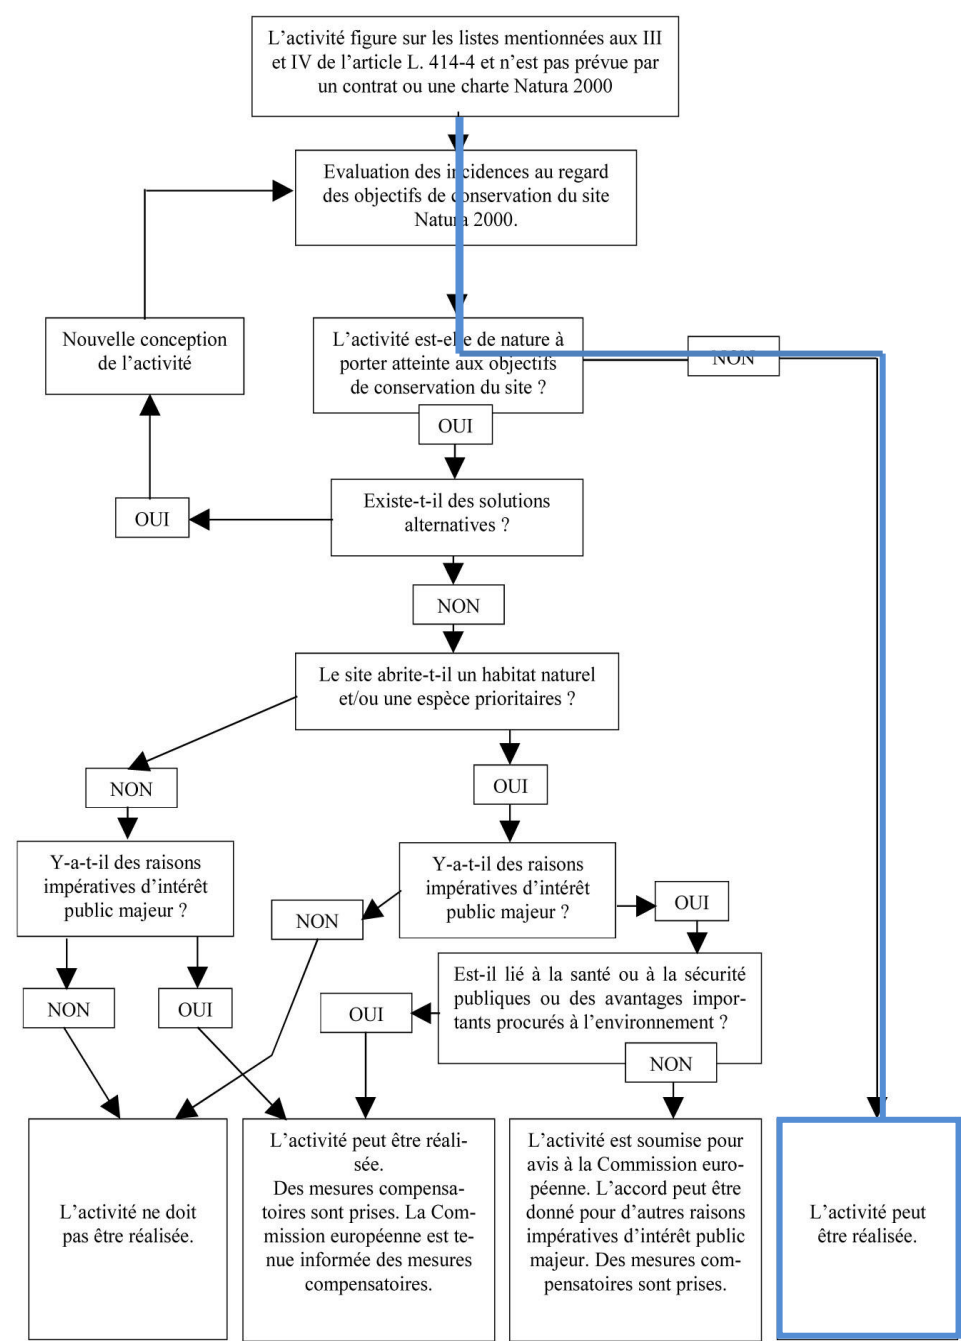 L’activité figure sur les listes mentionnées aux III
et IV de l’article L. 414-4 et n’est pas prévue par
un contrat ou une charte Natura 2000
Evaluation des incidences au regard
des objectifs de conservation du site
Natura 2000.
Nouvelle conception
de l’activité
L’activité est-elle de nature à
porter atteinte aux objectifs
de conservation du site ?
NON
OUI
Existe-t-il des solutions
alternatives ?
OUI
NON
Le site abrite-t-il un habitat naturel
et/ou une espèce prioritaires ?
NON
OUI
Y-a-t-il des raisons
impératives d’intérêt
public majeur ?
Y-a-t-il des raisons
impératives d’intérêt
public majeur ?
OUI
NON
Est-il lié à la santé ou à la sécurité
publiques ou des avantages impor-
tants procurés à l’environnement ?
NON
OUI
OUI
NON
L’activité ne doit
pas être réalisée.
L’activité peut être réali-
sée.
Des mesures compensa-
toires sont prises. La Com-
mission européenne est te-
nue informée des mesures
compensatoires.
L’activité est soumise pour
avis à la Commission euro-
péenne. L’accord peut être
donné pour d’autres raisons
impératives d’intérêt public
majeur. Des mesures com-
pensatoires sont prises.
L’activité peut
être réalisée.